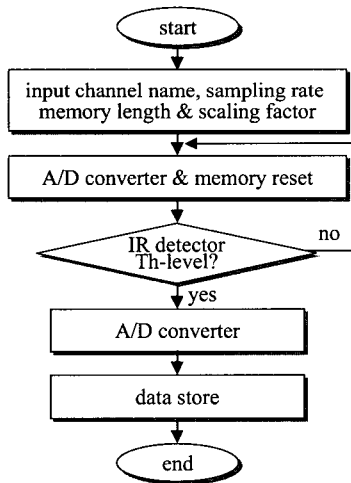 start
input channel name, sampling rate
memory length & scaling factor
A/D converter & memory reset
IR detector
Th-level?
no
yes
A/D converter
data store
end